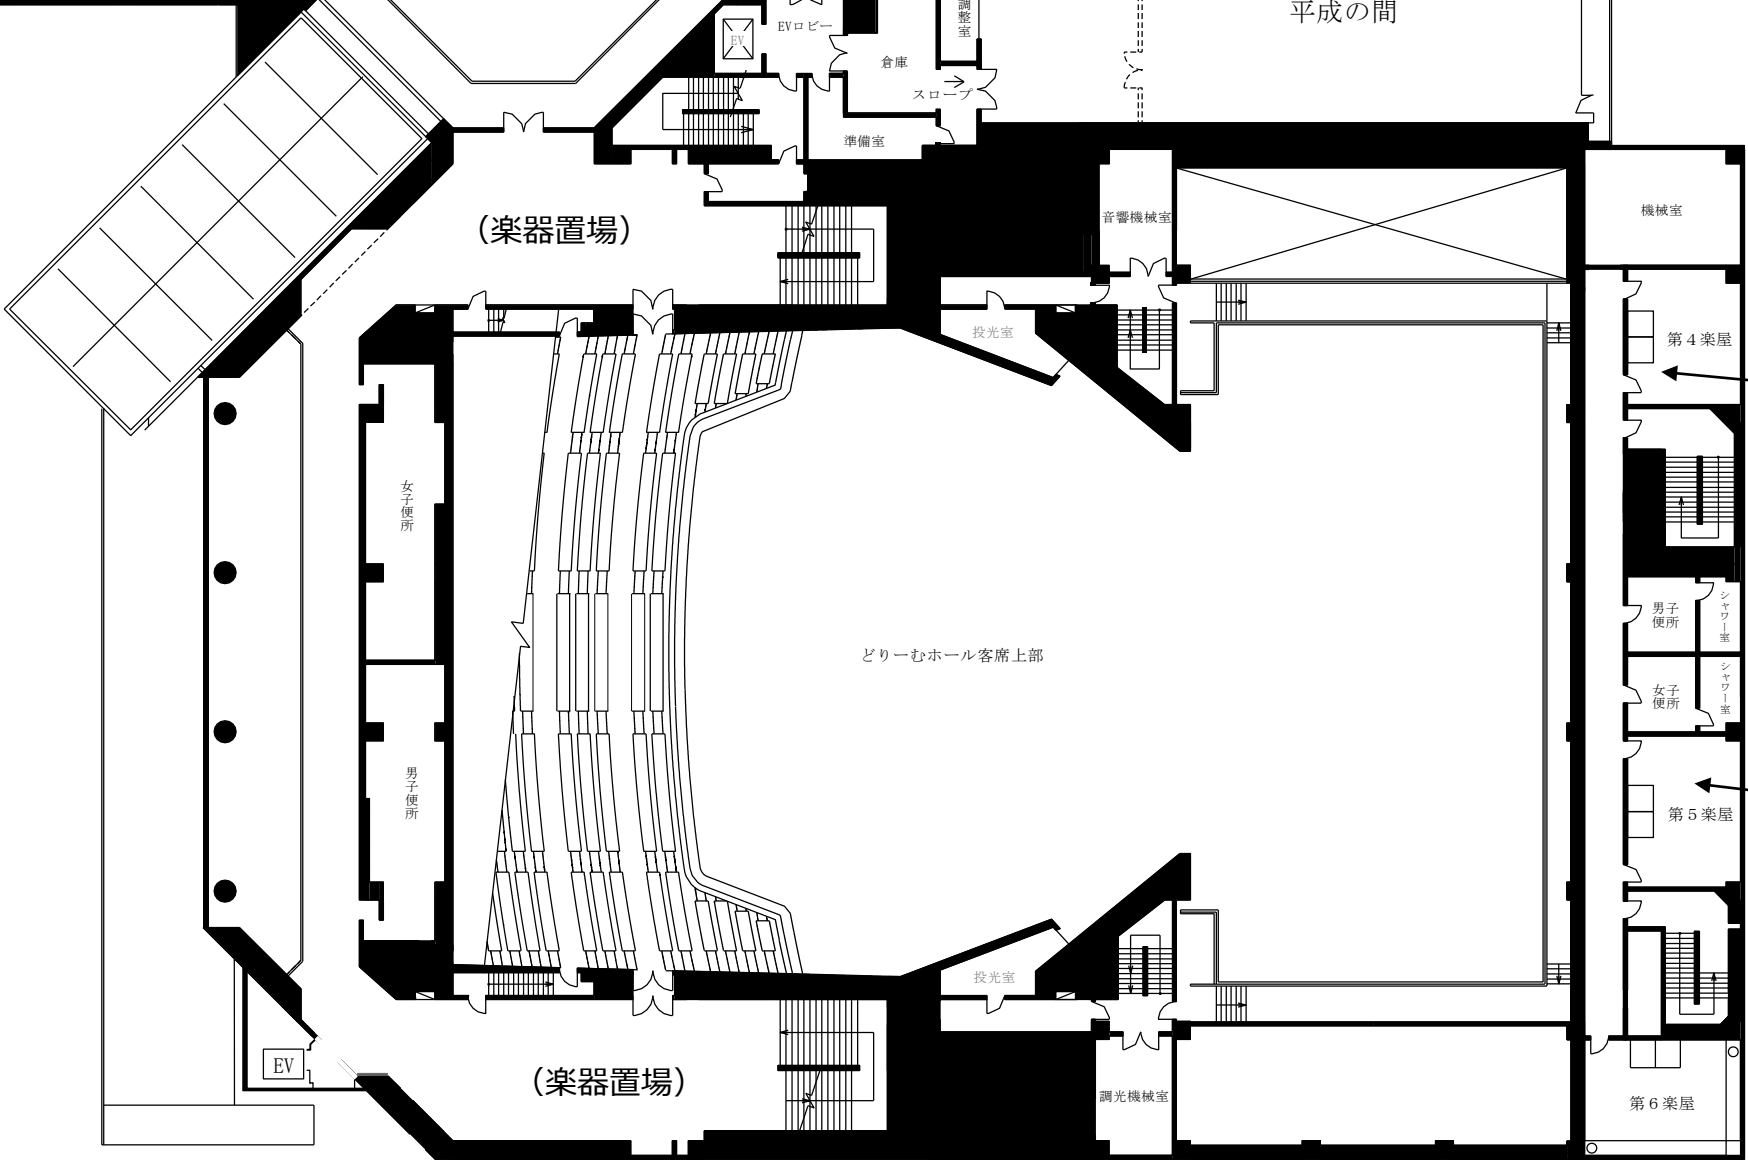 調整室
平成の間
EVロビー
EV
倉庫
スロープ
準備室
（楽器置場）
音響機械室
機械室
投光室
第４楽屋
女子便所
男子
便所
シャワー室
どりーむホール客席上部
女子
便所
シャワー室
男子便所
第５楽屋
投光室
EV
（楽器置場）
調光機械室
第６楽屋